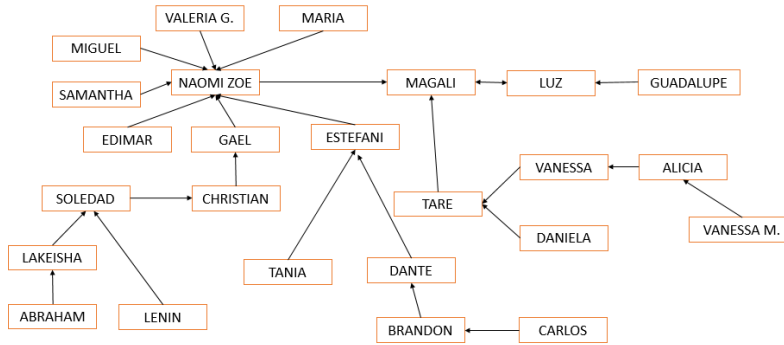 VALERIA G.
MARIA
MIGUEL
NAOMI ZOE
MAGALI
LUZ
GUADALUPE
SAMANTHA
EDIMAR
GAEL
ESTEFANI
VANESSA
ALICIA
SOLEDAD
CHRISTIAN
TARE
VANESSA M.
DANIELA
LAKEISHA
TANIA
DANTE
ABRAHAM
LENIN
BRANDON
CARLOS